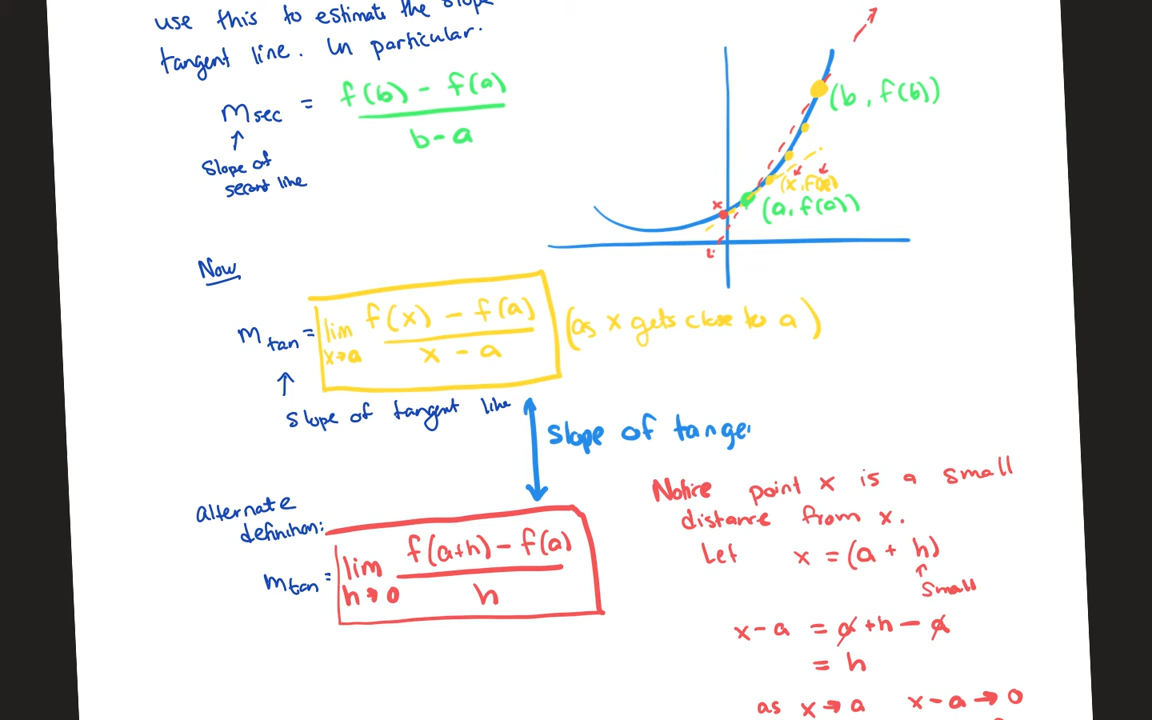 use this to estimate the slope
tangent line. In particular.
msec = f(b) - f(a)
b-a
↑
Slope of
secant line
(b, f(b))
(x, f(x))
(a, f(a))
x
Now
mtan = lim x→a f(x) - f(a)
x - a
(as x gets close to a)
↑
slope of tangent line
slope of tange
alternate
definition:
mtan = lim h→0 f(a+h) - f(a)
h
Notice point x is a small
distance from x.
Let x = (a + h)
↑
Small
x-a = a+h-a
= h
as x→a x-a→0